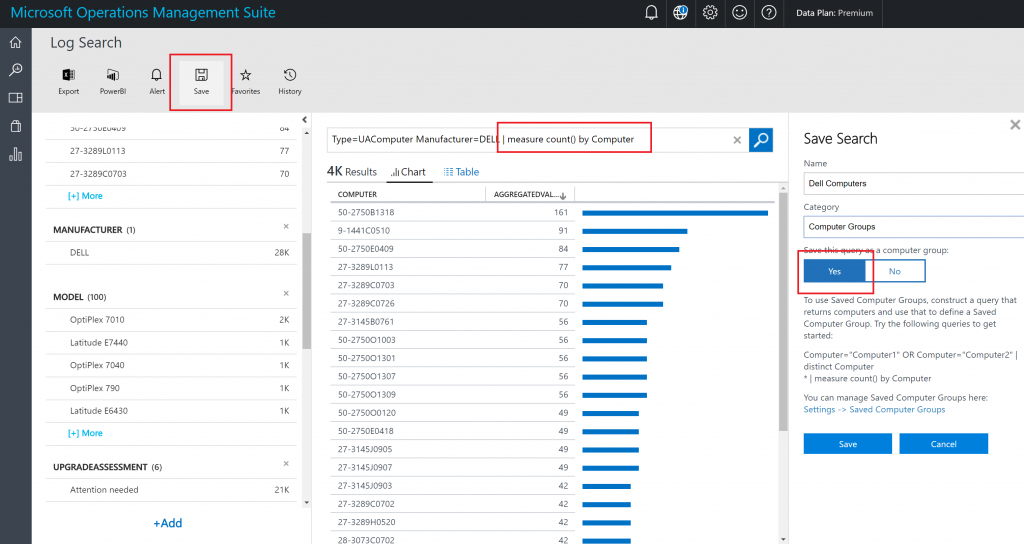 Microsoft Operations Management Suite
Data Plan: Premium
Log Search
Export
PowerBI
Alert
Save
Favorites
History
50-2750E0409 84
27-3289L0113 77
27-3289C0703 70
[+] More
MANUFACTURER (1)
DELL 28K
MODEL (100)
OptiPlex 7010 2K
Latitude E7440 1K
OptiPlex 7040 1K
OptiPlex 790 1K
Latitude E6430 1K
[+] More
UPGRADEASSESSMENT (6)
Attention needed 21K
+Add
Type=UAComputer Manufacturer=DELL | measure count() by Computer
4K Results
Chart
Table
COMPUTER AGGREGATEDVAL...
50-2750B1318 161
9-1441C0510 91
50-2750E0409 84
27-3289L0113 77
27-3289C0703 70
27-3289C0726 70
27-3145B0761 56
50-2750O1003 56
50-2750O1301 56
50-2750O1307 56
50-2750O1309 56
50-2750O0120 49
50-2750E0418 49
27-3145J0905 49
27-3145J0907 49
27-3145J0903 42
27-3289C0702 42
27-3289H0520 42
28-3073C0702 42
Save Search
Name
Dell Computers
Category
Computer Groups
Save this query as a computer group:
Yes No
To use Saved Computer Groups, construct a query that
returns computers and use that to define a Saved
Computer Group. Try the following queries to get
started:
Computer="Computer1" OR Computer="Computer2" |
distinct Computer
* | measure count() by Computer
You can manage Saved Computer Groups here:
Settings -> Saved Computer Groups
Save Cancel